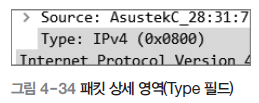 > Source: AsustekC_28:31:7
Type: IPv4 (0x0800)
Internet Protocol Version 4
그림 4-34 패킷 상세 영역(Type 필드)